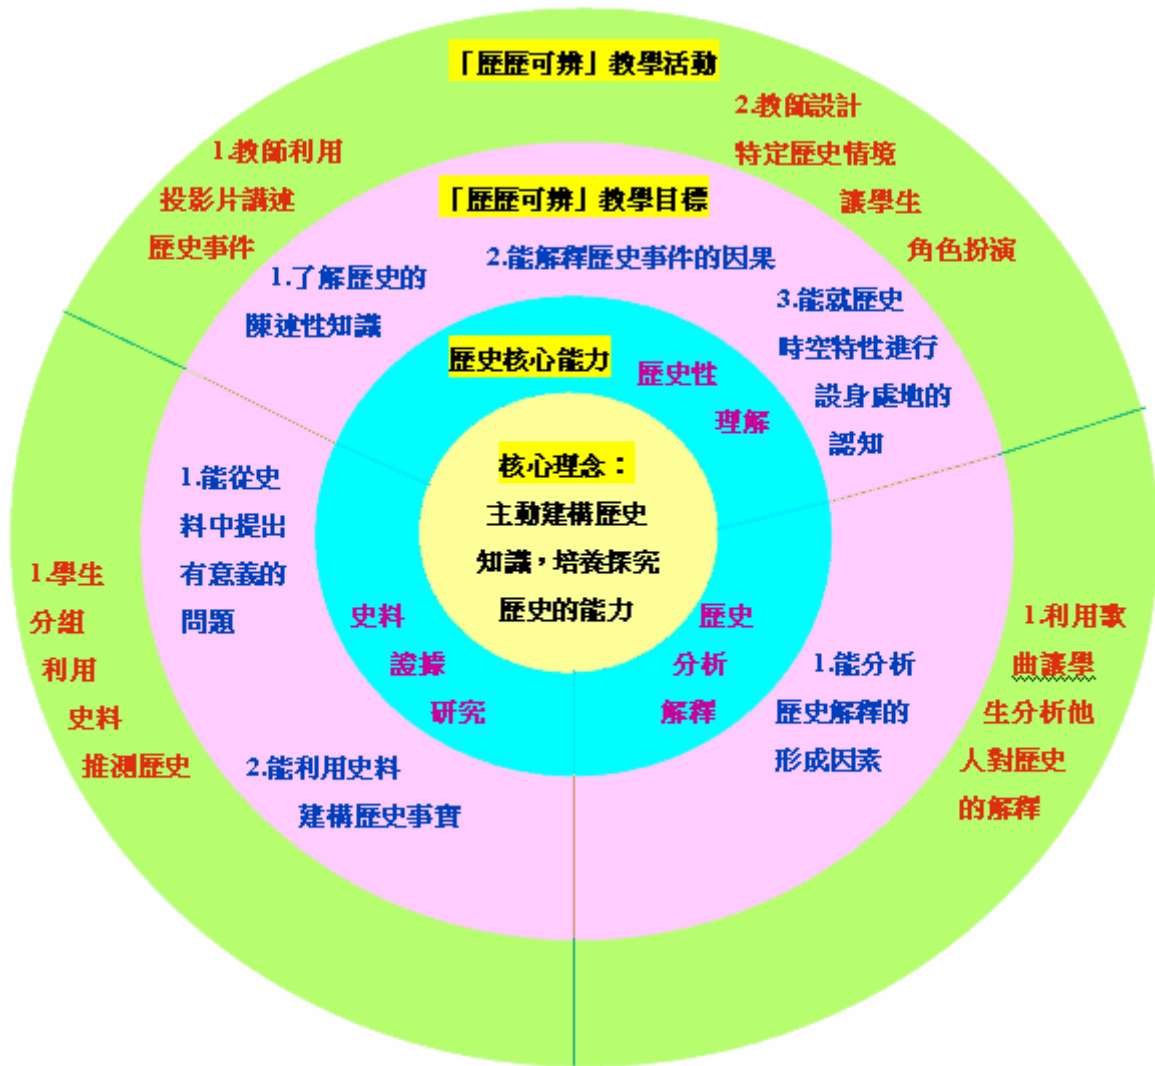 「歷歷可辨」教學活動
1.教師利用
投影片講述
歷史事件
2.教師設計
特定歷史情境
讓學生
角色扮演
「歷歷可辨」教學目標
1.了解歷史的
陳述性知識
2.能解釋歷史事件的因果
3.能就歷史
時空特性進行
設身處地的
認知
歷史核心能力
歷史性
理解
核心理念：
主動建構歷史
知識，培養探究
歷史的能力
1.能從史
料中提出
有意義的
問題
2.能利用史料
建構歷史事實
史料
證據
研究
歷史
分析
解釋
1.能分析
歷史解釋的
形成因素
1.學生
分組
利用
史料
推測歷史
1.利用歌
曲讓學
生分析他
人對歷史
的解釋